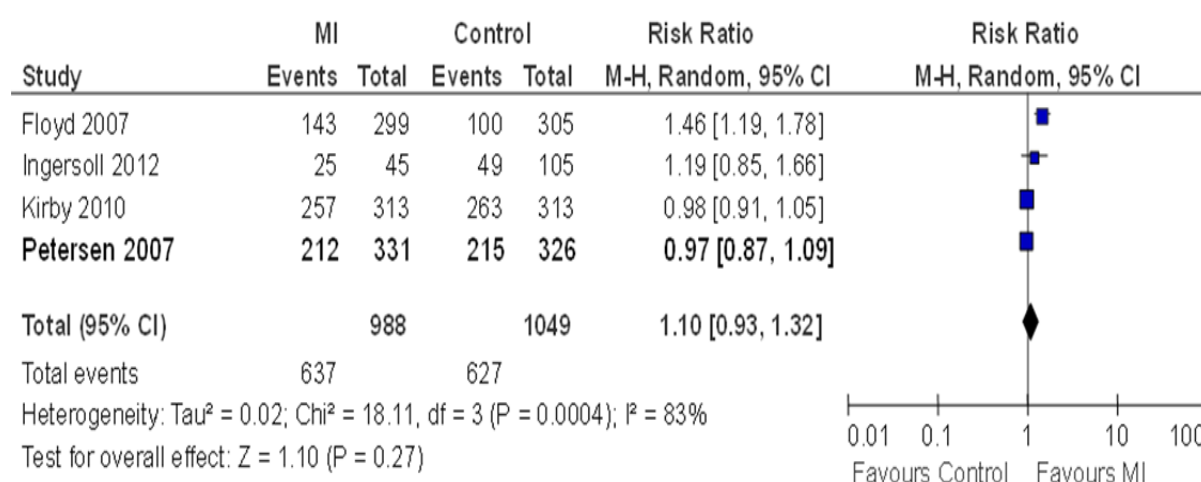 MI Control Risk Ratio Risk Ratio
Study Events Total Events Total M-H, Random, 95% CI M-H, Random, 95% CI
Floyd 2007 143 299 100 305 1.46 [1.19, 1.78]
Ingersoll 2012 25 45 49 105 1.19 [0.85, 1.66]
Kirby 2010 257 313 263 313 0.98 [0.91, 1.05]
Petersen 2007 212 331 215 326 0.97 [0.87, 1.09]
Total (95% CI) 988 1049 1.10 [0.93, 1.32]
Total events 637 627
Heterogeneity: Tau² = 0.02; Chi² = 18.11, df = 3 (P = 0.0004); I² = 83%
Test for overall effect: Z = 1.10 (P = 0.27)
0.01 0.1 1 10 100
Favours Control Favours MI